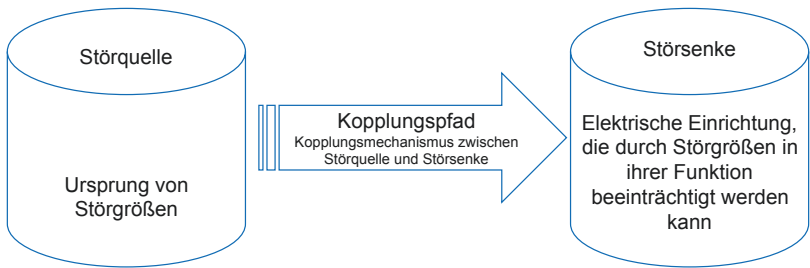 Störquelle
Ursprung von
Störgrößen
Kopplungspfad
Kopplungsmechanismus zwischen
Störquelle und Störsenke
Störsenke
Elektrische Einrichtung,
die durch Störgrößen in
ihrer Funktion
beeinträchtigt werden
kann